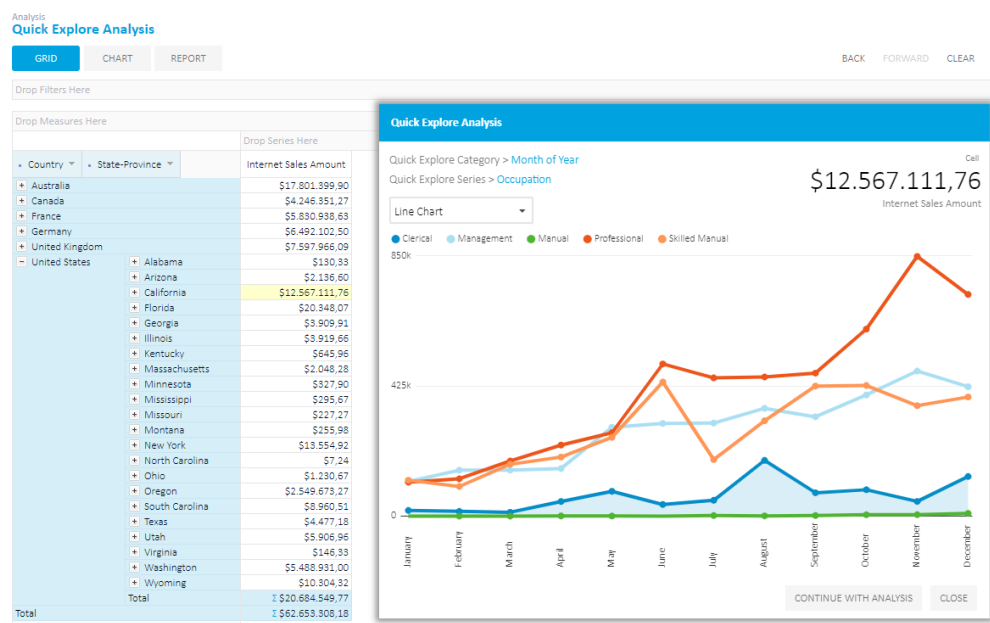 Analysis
Quick Explore Analysis
GRID CHART REPORT BACK FORWARD CLEAR
Drop Filters Here
Drop Measures Here
Drop Series Here
Country State-Province Internet Sales Amount
Australia $17.801.399,90
Canada $4.246.351,27
France $5.830.938,63
Germany $6.492.102,50
United Kingdom $7.597.966,09
United States Alabama $130,33
Arizona $2.136,60
California $12.567.111,76
Florida $20.348,07
Georgia $3.909,91
Illinois $3.919,66
Kentucky $645,96
Massachusetts $2.048,28
Minnesota $327,90
Mississippi $295,67
Missouri $227,27
Montana $255,98
New York $13.554,92
North Carolina $7,24
Ohio $1.230,67
Oregon $2.549.673,27
South Carolina $8.960,51
Texas $4.477,18
Utah $5.906,96
Virginia $146,33
Washington $5.488.931,00
Wyoming $10.304,32
Total Σ $20.684.549,77
Total Σ $62.653.308,18
Quick Explore Analysis
Quick Explore Category > Month of Year
Quick Explore Series > Occupation
Cell
$12.567.111,76
Internet Sales Amount
Line Chart
Clerical Management Manual Professional Skilled Manual
850k
425k
0
January February March April May June July August September October November December
CONTINUE WITH ANALYSIS CLOSE